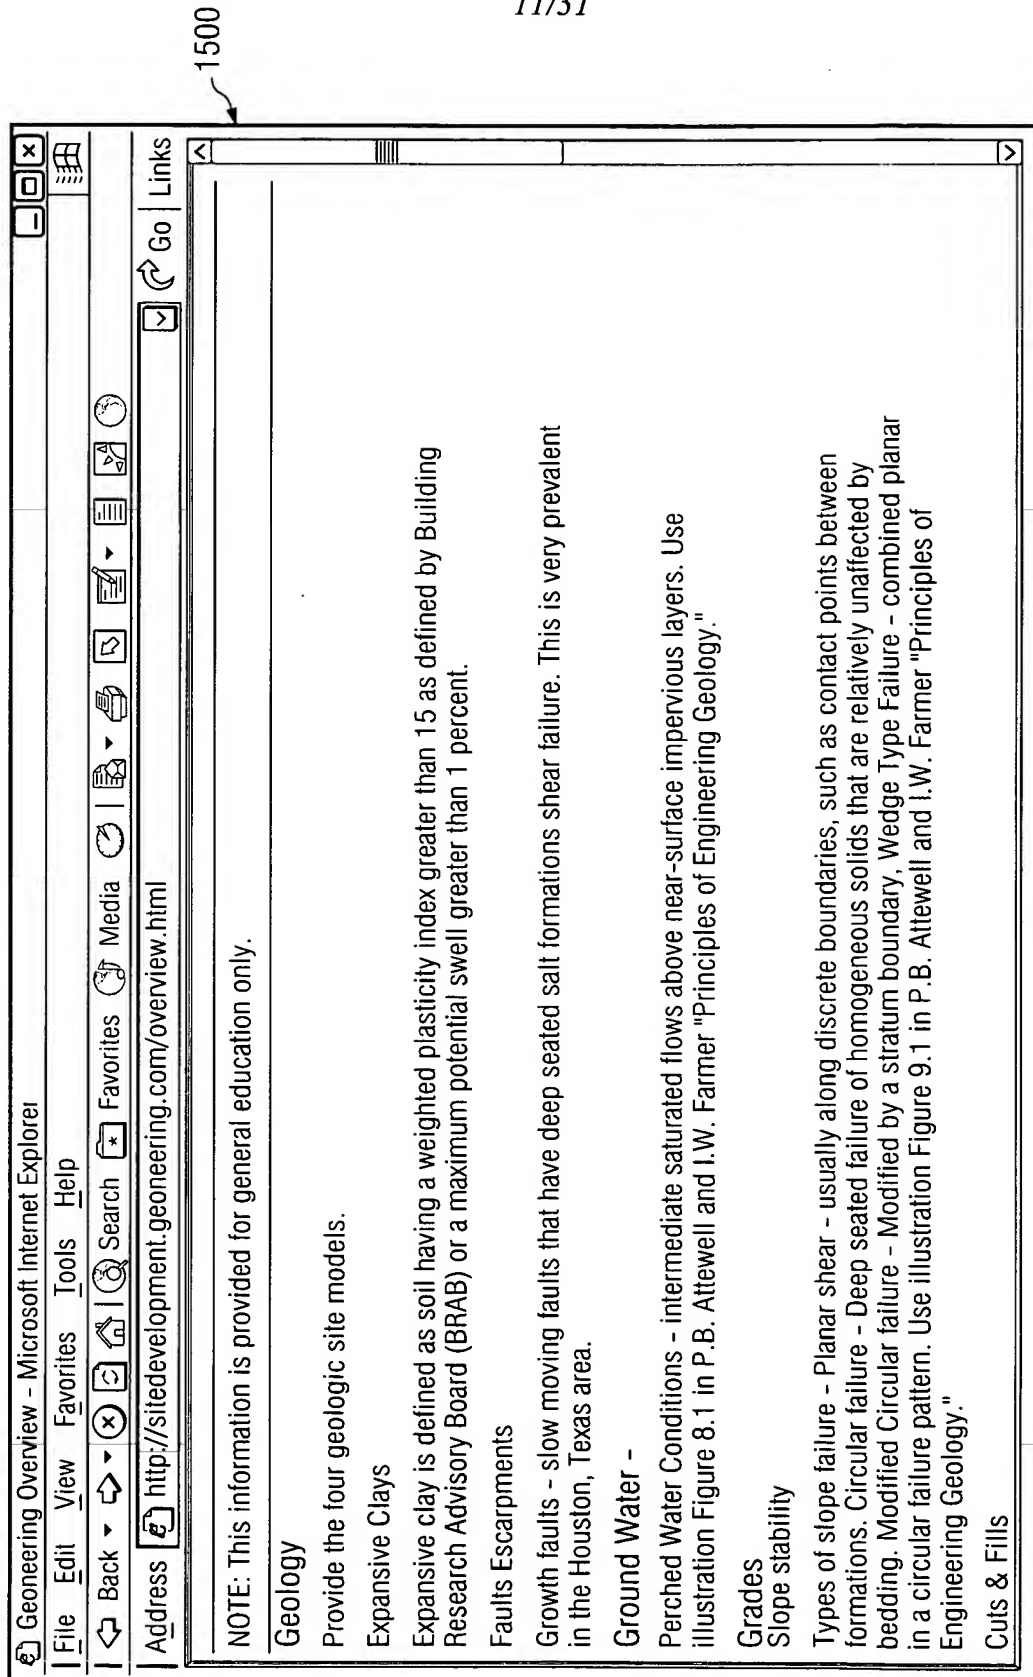 11/31
1500
Geoneering Overview - Microsoft Internet Explorer
File Edit View Favorites Tools Help
Back Search Favorites Media
Address http://sitedevelopment.geoneering.com/overview.html Go Links
NOTE: This information is provided for general education only.
Geology
Provide the four geologic site models.
Expansive Clays
Expansive clay is defined as soil having a weighted plasticity index greater than 15 as defined by Building
Research Advisory Board (BRAB) or a maximum potential swell greater than 1 percent.
Faults Escarpments
Growth faults - slow moving faults that have deep seated salt formations shear failure. This is very prevalent
in the Houston, Texas area.
Ground Water -
Perched Water Conditions - intermediate saturated flows above near-surface impervious layers. Use
illustration Figure 8.1 in P.B. Attewell and I.W. Farmer "Principles of Engineering Geology."
Grades
Slope stability
Types of slope failure - Planar shear - usually along discrete boundaries, such as contact points between
formations. Circular failure - Deep seated failure of homogeneous solids that are relatively unaffected by
bedding. Modified Circular failure - Modified by a stratum boundary, Wedge Type Failure - combined planar
in a circular failure pattern. Use illustration Figure 9.1 in P.B. Attewell and I.W. Farmer "Principles of
Engineering Geology."
Cuts & Fills